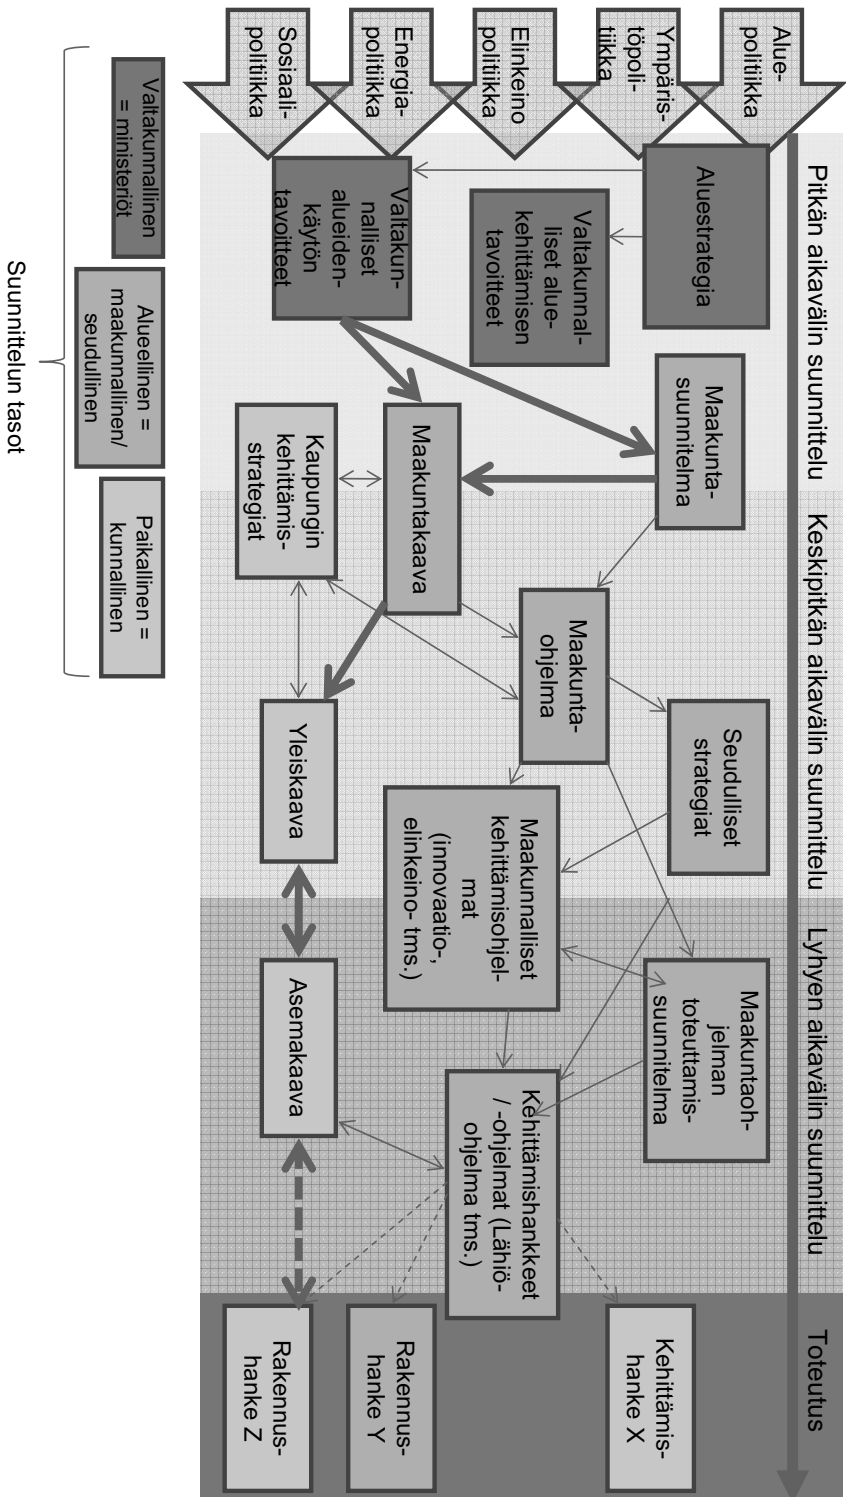 Pitkän aikavälin suunnittelu
Keskipitkän aikavälin suunnittelu
Lyhyen aikavälin suunnittelu
Toteutus
Alue-
politiikka
Ympäris-
töpoli-
tiikka
Elinkeino
politiikka
Energia-
politiikka
Sosiaali-
politiikka
Aluestrategia
Valtakunnal-
liset alue-
kehittämisen
tavoitteet
Valtakun-
nalliset
alueiden-
käytön
tavoitteet
Maakunta-
suunnitelma
Maakuntakaava
Kaupungin
kehittämis-
strategiat
Maakunta-
ohjelma
Seudulliset
strategiat
Yleiskaava
Maakunnalliset
kehittämisohjel-
mat
(innovaatio-,
elinkeino- tms.)
Maakuntaoh-
jelman
toteuttamis-
suunnitelma
Asemakaava
Kehittämishankkeet
/ -ohjelmat (Lähiö-
ohjelma tms.)
Kehittämis-
hanke X
Rakennus-
hanke Y
Rakennus-
hanke Z
Valtakunnallinen
= ministeriöt
Alueellinen =
maakunnallinen/
seudullinen
Paikallinen =
kunnallinen
Suunnittelun tasot